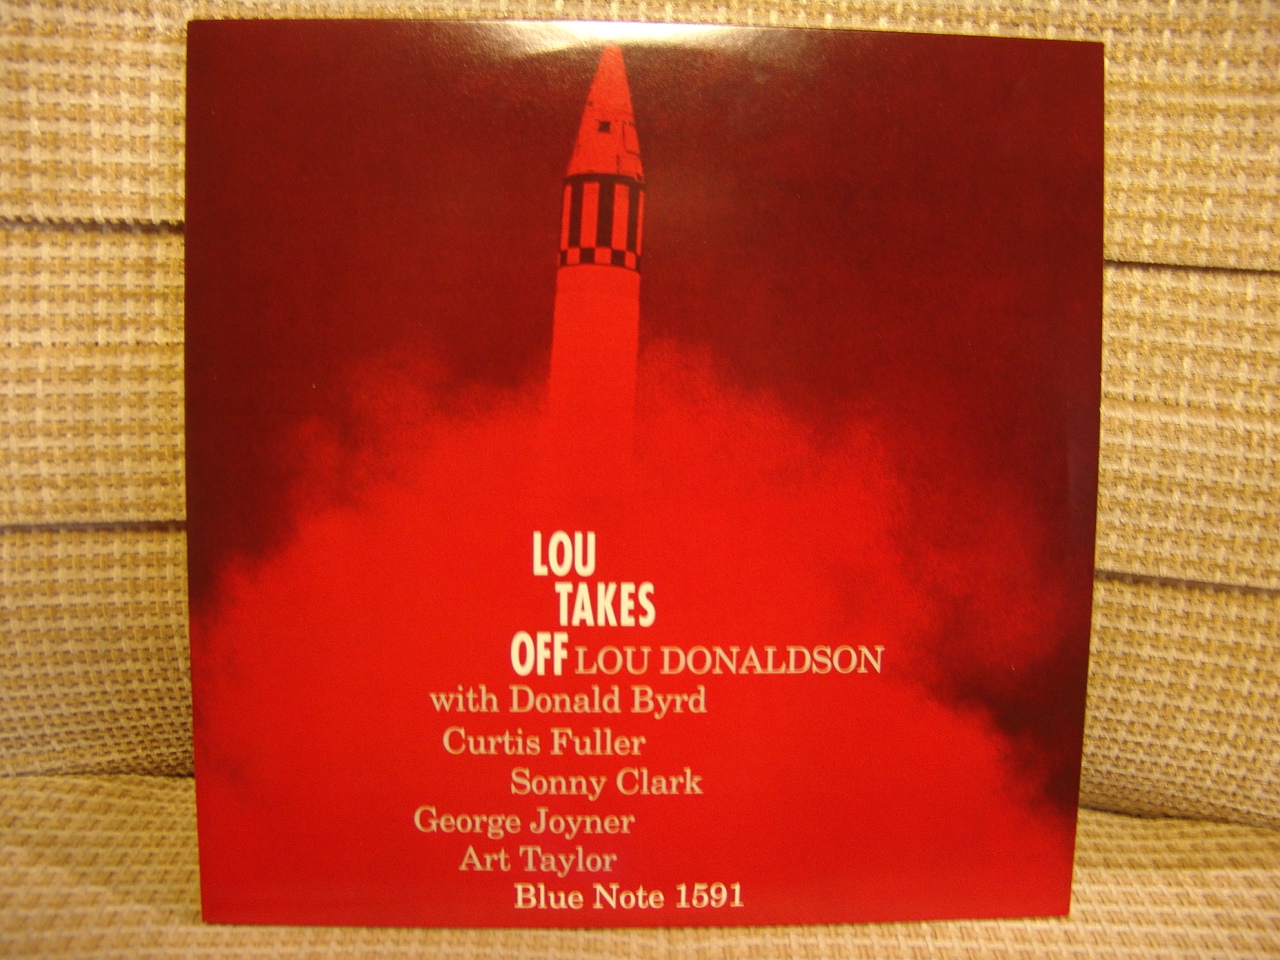 LOU
TAKES
OFF LOU DONALDSON
with Donald Byrd
Curtis Fuller
Sonny Clark
George Joyner
Art Taylor
Blue Note 1591